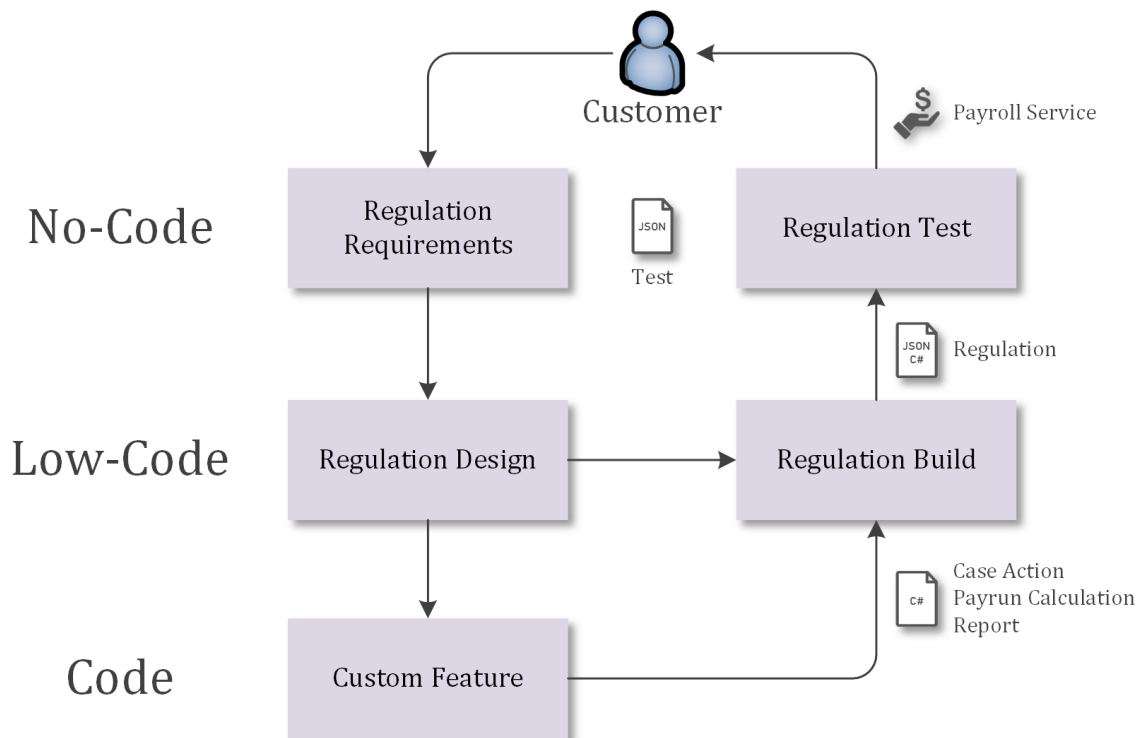 Customer
$
Payroll Service
No-Code
Regulation
Requirements
JSON
Test
Regulation Test
JSON
C#
Regulation
Low-Code
Regulation Design
Regulation Build
C#
Case Action
Payrun Calculation
Report
Code
Custom Feature